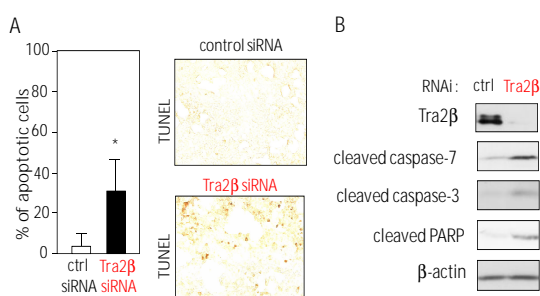 A
% of apoptotic cells
100
80
60
40
20
0
*
ctrl
siRNA
Tra2β
siRNA
control siRNA
TUNEL
Tra2β siRNA
TUNEL
B
RNAi : ctrl Tra2β
Tra2β
cleaved caspase-7
cleaved caspase-3
cleaved PARP
β-actin